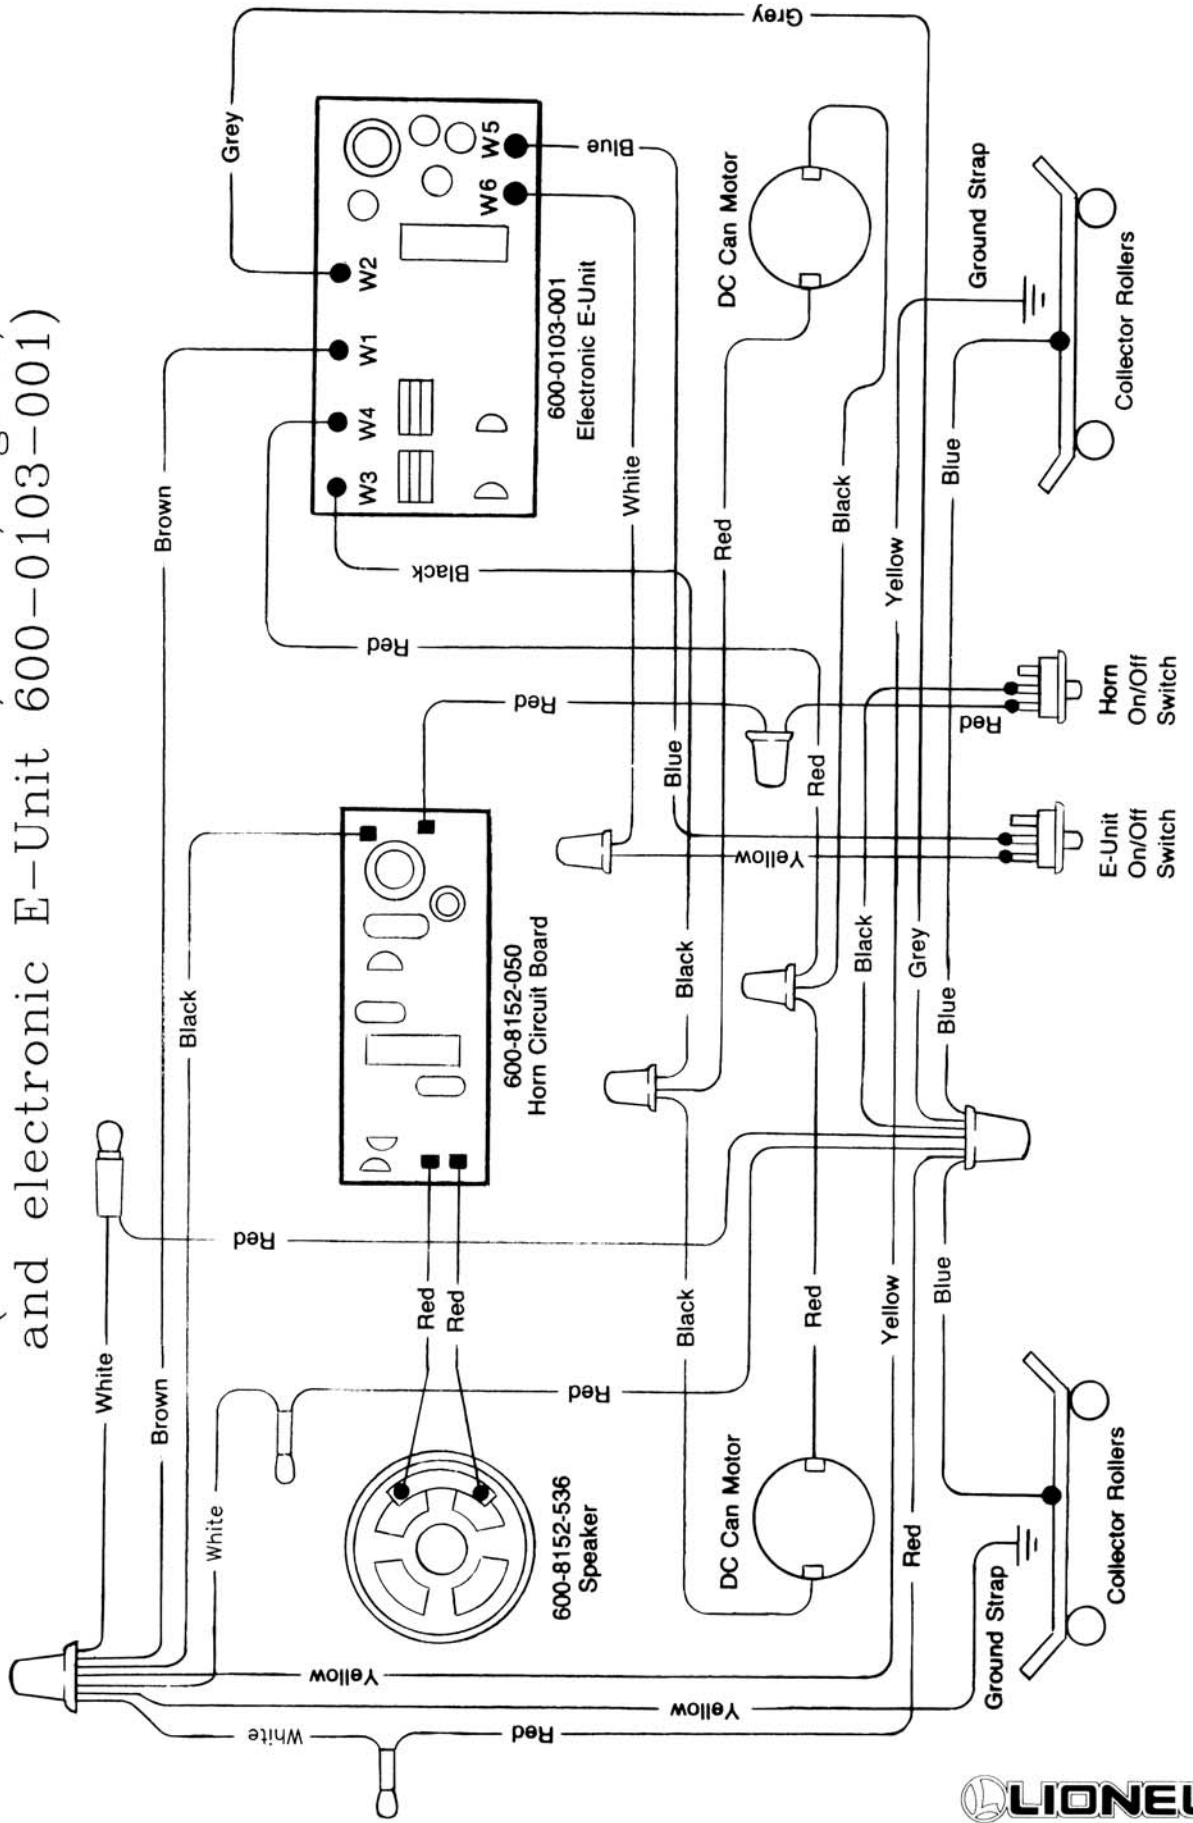 and electronic E-Unit 600-0103-001)
Grey
Grey
W5
W6
Blue
W2
W1
W4
W3
600-0103-001
Electronic E-Unit
DC Can Motor
Ground Strap
Collector Rollers
Brown
White
Red
Black
Yellow
Blue
Black
Red
Red
Red
Horn
On/Off
Switch
Blue
Red
Yellow
E-Unit
On/Off
Switch
Black
600-8152-050
Horn Circuit Board
Black
Black
Grey
Blue
Red
Red
Red
Black
Red
Yellow
Blue
White
Brown
Red
White
600-8152-536
Speaker
DC Can Motor
Red
Ground Strap
Collector Rollers
Yellow
Yellow
White
Red
LIONEL